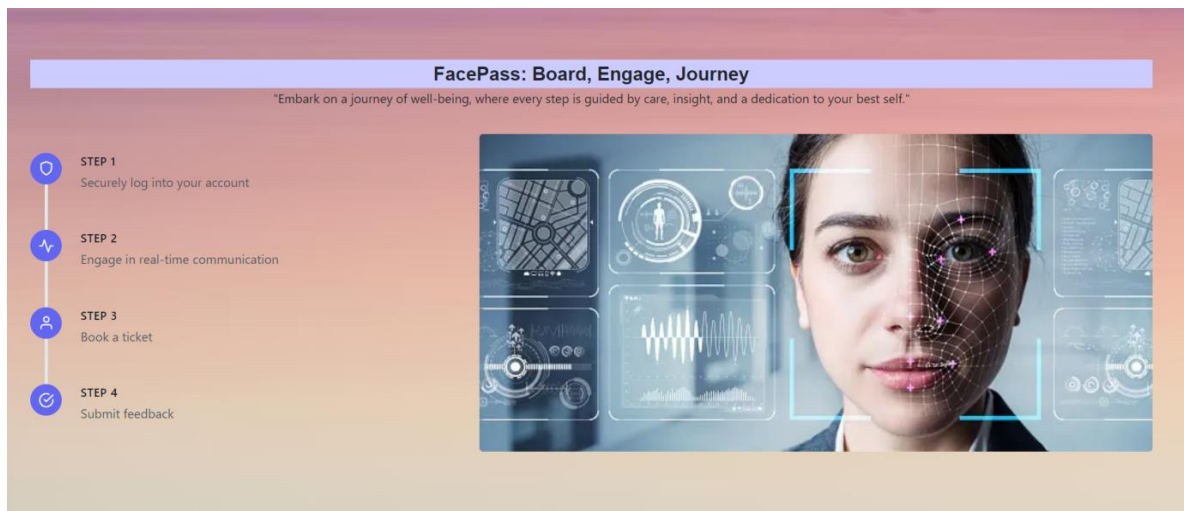 FacePass: Board, Engage, Journey
"Embark on a journey of well-being, where every step is guided by care, insight, and a dedication to your best self."
STEP 1
Securely log into your account
STEP 2
Engage in real-time communication
STEP 3
Book a ticket
STEP 4
Submit feedback